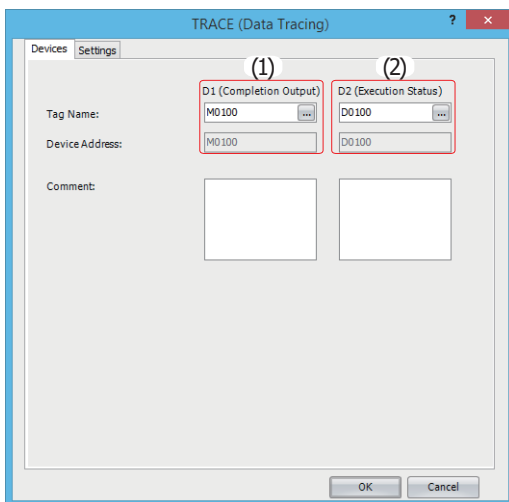 TRACE (Data Tracing)
? ×
Devices Settings
(1) (2)
D1 (Completion Output) D2 (Execution Status)
Tag Name: M0100 ... D0100 ...
Device Address: M0100 D0100
Comment:
OK Cancel